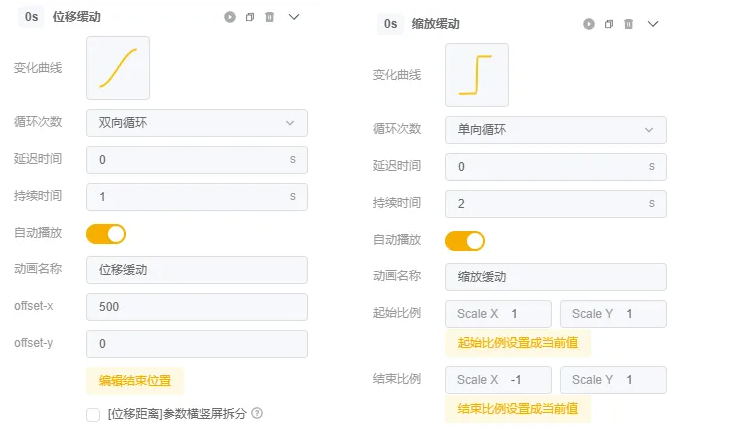 0s 位移缓动
变化曲线
循环次数 双向循环
延迟时间 0 s
持续时间 1 s
自动播放
动画名称 位移缓动
offset-x 500
offset-y 0
编辑结束位置
[位移距离]参数横竖屏拆分 ?
0s 缩放缓动
变化曲线
循环次数 单向循环
延迟时间 0 s
持续时间 2 s
自动播放
动画名称 缩放缓动
起始比例 Scale X 1 Scale Y 1
起始比例设置成当前值
结束比例 Scale X -1 Scale Y 1
结束比例设置成当前值